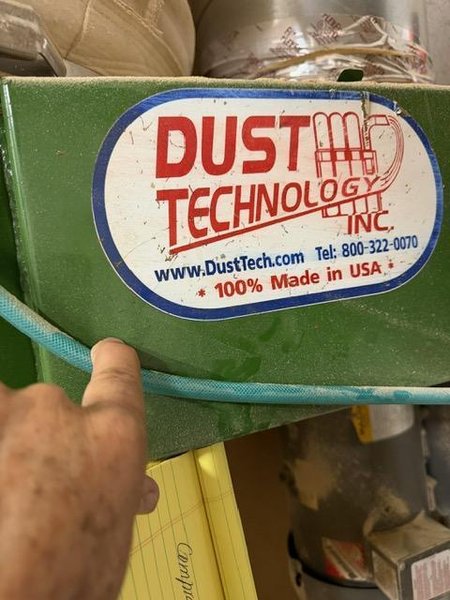 DUST
TECHNOLOGY
INC.
www.DustTech.com Tel: 800-322-0070
* 100% Made in USA *